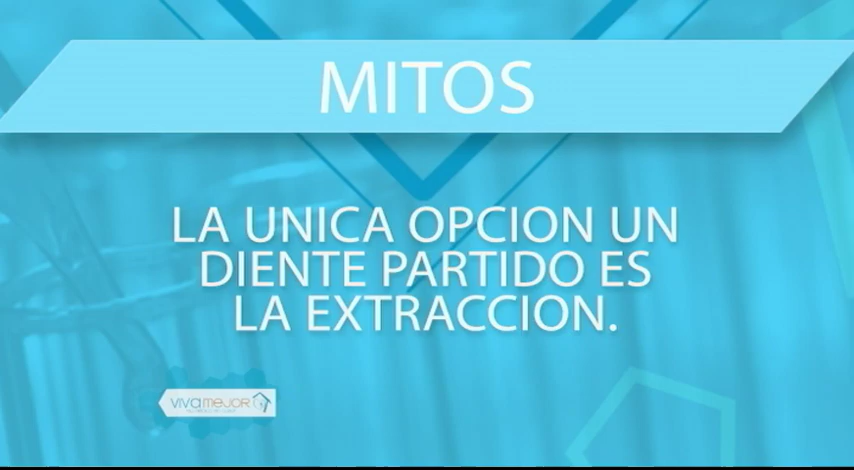 MITOS
LA UNICA OPCION UN
DIENTE PARTIDO ES
LA EXTRACCION.
VIVAMEJOR